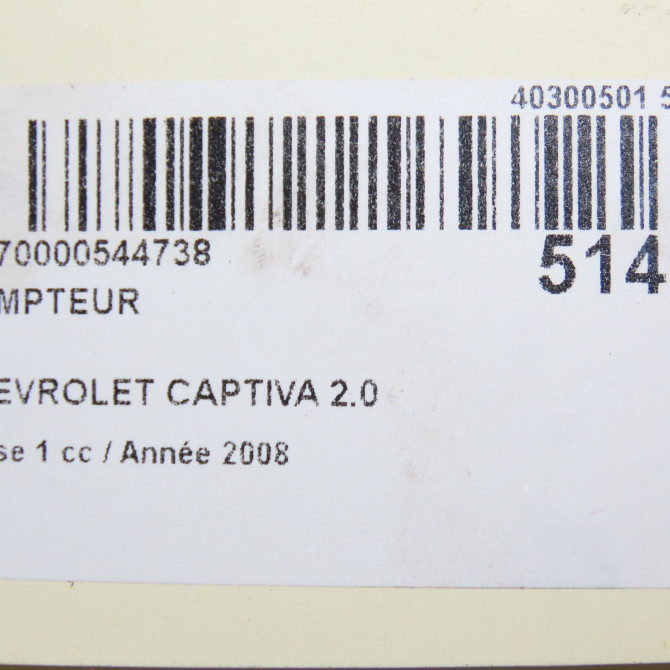 40300501 5
70000544738
514
MPTEUR
EVROLET CAPTIVA 2.0
se 1 cc / Année 2008